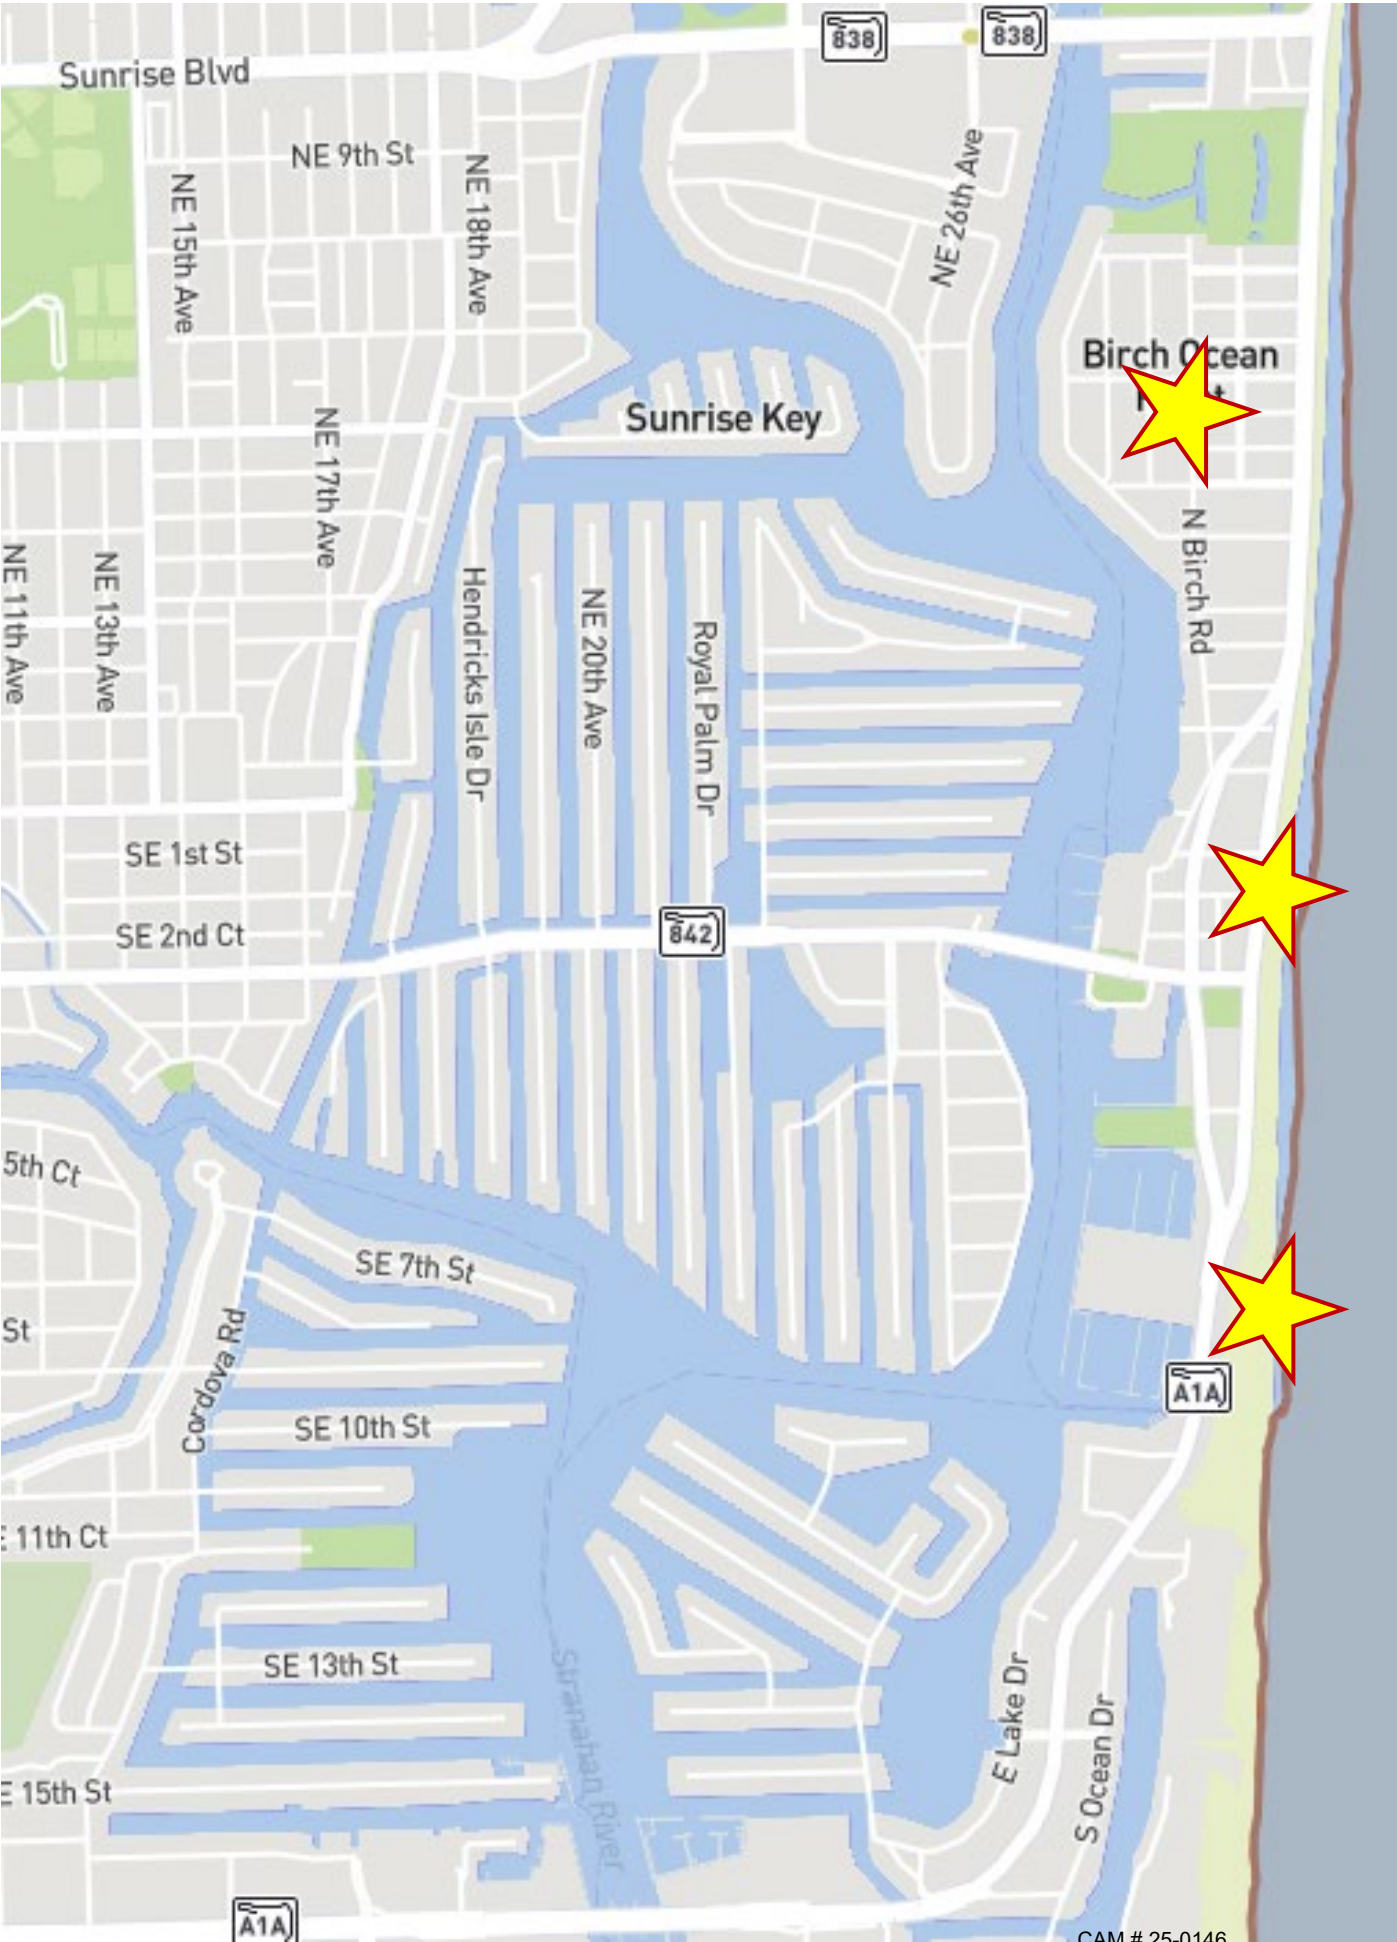 838
838
Sunrise Blvd
NE 9th St
NE 15th Ave
NE 18th Ave
NE 26th Ave
Birch Ocean
Sunrise Key
NE 17th Ave
N Birch Rd
NE 11th Ave
NE 13th Ave
Hendricks Isle Dr
NE 20th Ave
Royal Palm Dr
SE 1st St
SE 2nd Ct
842
5th Ct
SE 7th St
St
Cordova Rd
A1A
SE 10th St
E 11th Ct
SE 13th St
Stranahan River
E Lake Dr
S Ocean Dr
E 15th St
A1A
CAM # 25-0146